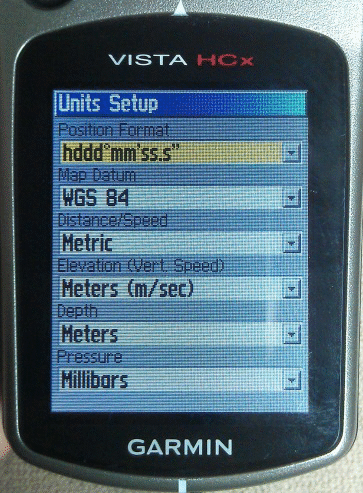 VISTA HCx
Units Setup
Position Format
hddd°mm'ss.s"
Map Datum
WGS 84
Distance/Speed
Metric
Elevation (Vert. Speed)
Meters (m/sec)
Depth
Meters
Pressure
Millibars
GARMIN